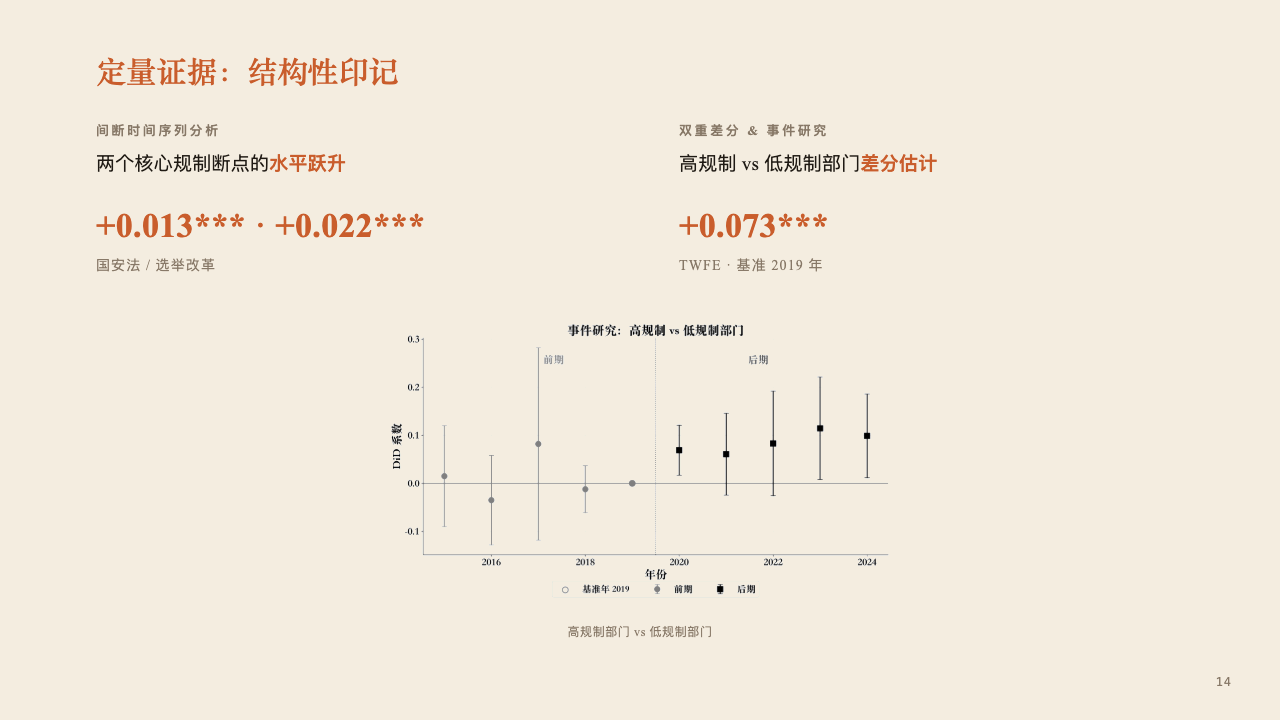 定量证据：结构性印记
间断时间序列分析
两个核心规制断点的水平跃升
+0.013*** · +0.022***
国安法 / 选举改革
双重差分 & 事件研究
高规制 vs 低规制部门差分估计
+0.073***
TWFE · 基准 2019 年
事件研究：高规制 vs 低规制部门
前期
后期
DiD 系数
0.3
0.2
0.1
0.0
-0.1
2016
2018
2020
2022
2024
年份
基准年 2019
前期
后期
高规制部门 vs 低规制部门
14